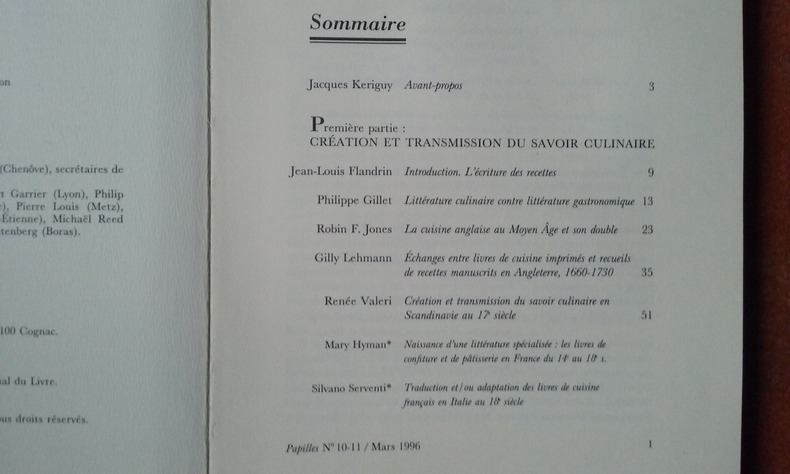 on
(Chenôve), secrétaires de
Garrier (Lyon), Philip
Pierre Louis (Metz),
Étienne), Michaël Reed
tenberg (Boras).
100 Cognac.
al du Livre.
us droits réservés.
Sommaire
Jacques Keriguy Avant-propos 3
Première partie :
CRÉATION ET TRANSMISSION DU SAVOIR CULINAIRE
Jean-Louis Flandrin Introduction. L'écriture des recettes 9
Philippe Gillet Littérature culinaire contre littérature gastronomique 13
Robin F. Jones La cuisine anglaise au Moyen Âge et son double 23
Gilly Lehmann Échanges entre livres de cuisine imprimés et recueils
de recettes manuscrits en Angleterre, 1660-1730 35
Renée Valeri Création et transmission du savoir culinaire en
Scandinavie au 17e siècle 51
Mary Hyman* Naissance d'une littérature spécialisée : les livres de
confiture et de pâtisserie en France du 14e au 18e s.
Silvano Serventi* Traduction et/ou adaptation des livres de cuisine
français en Italie au 18e siècle
Papilles N° 10-11 / Mars 1996 1